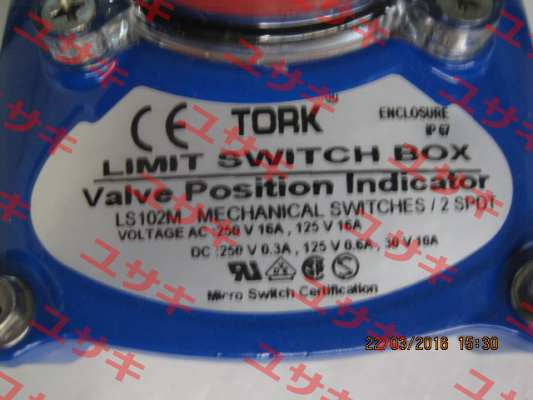 CE TORK® ENCLOSURE
IP 67
LIMIT SWITCH BOX
Valve Position Indicator
LS102M MECHANICAL SWITCHES / 2 SPDT
VOLTAGE AC :250 V 16A , 125 V 16A
DC :250 V 0.3A , 125 V 0.6A , 30 V 10A
Micro Switch Certification
22/03/2016 15:30
ユサキ